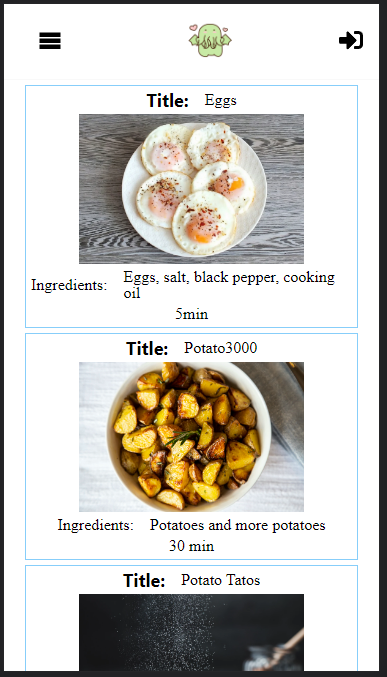 Title: Eggs
Ingredients: Eggs, salt, black pepper, cooking
oil
5min
Title: Potato3000
Ingredients: Potatoes and more potatoes
30 min
Title: Potato Tatos